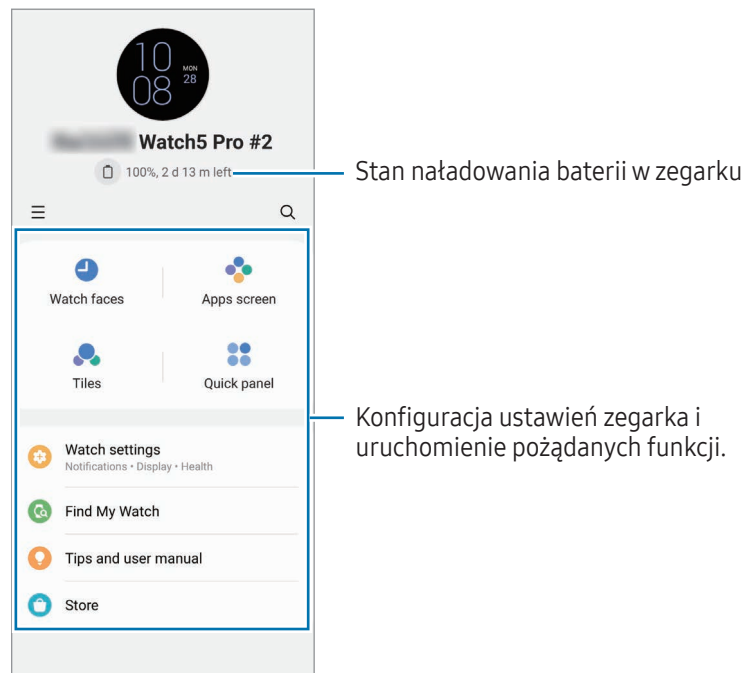 10
08
MON
28
Watch5 Pro #2
100%, 2 d 13 m left
Stan naładowania baterii w zegarku
Watch faces
Apps screen
Tiles
Quick panel
Konfiguracja ustawień zegarka i
uruchomienie pożądanych funkcji.
Watch settings
Notifications • Display • Health
Find My Watch
Tips and user manual
Store